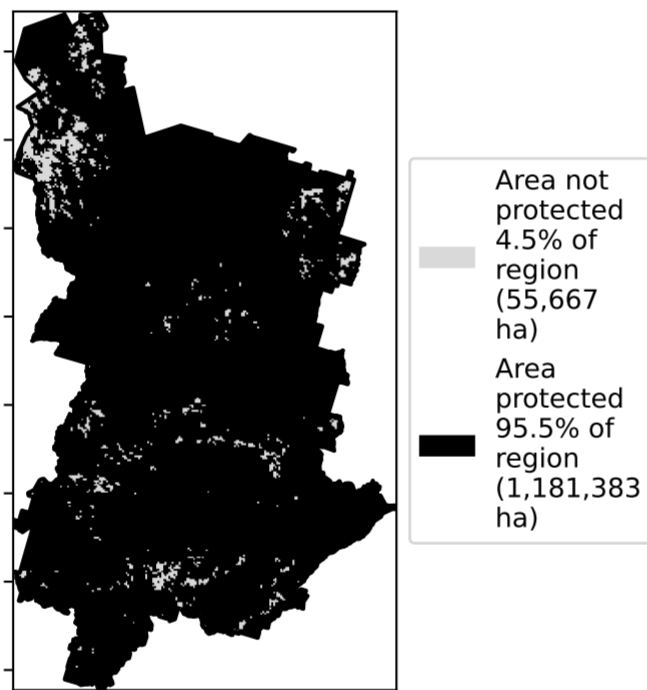 Area not
protected
4.5% of
region
(55,667
ha)
Area
protected
95.5% of
region
(1,181,383
ha)